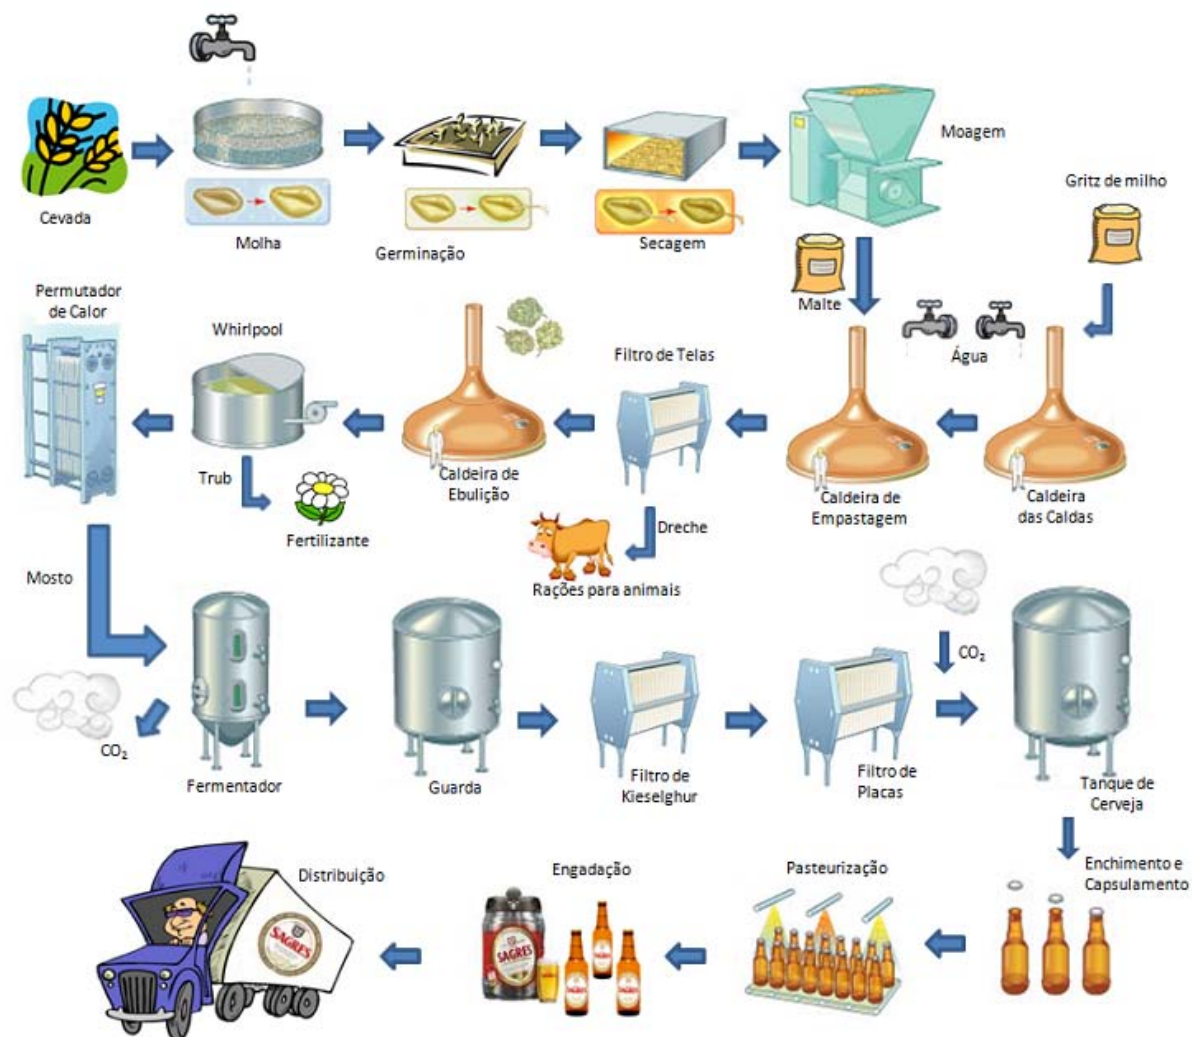 Cevada
Molha
Germinação
Secagem
Moagem
Gritz de milho
Malte
Água
Permutador
de Calor
Whirlpool
Filtro de Telas
Trub
Fertilizante
Caldeira de
Ebulição
Dreche
Rações para animais
Caldeira de
Empastagem
Caldeira
das Caldas
Mosto
CO₂
Fermentador
Guarda
Filtro de
Kieselghur
Filtro de
Placas
CO₂
Tanque de
Cerveja
Enchimento e
Capsulamento
Pasteurização
Engadação
SAGRES
Distribuição
SAGRES